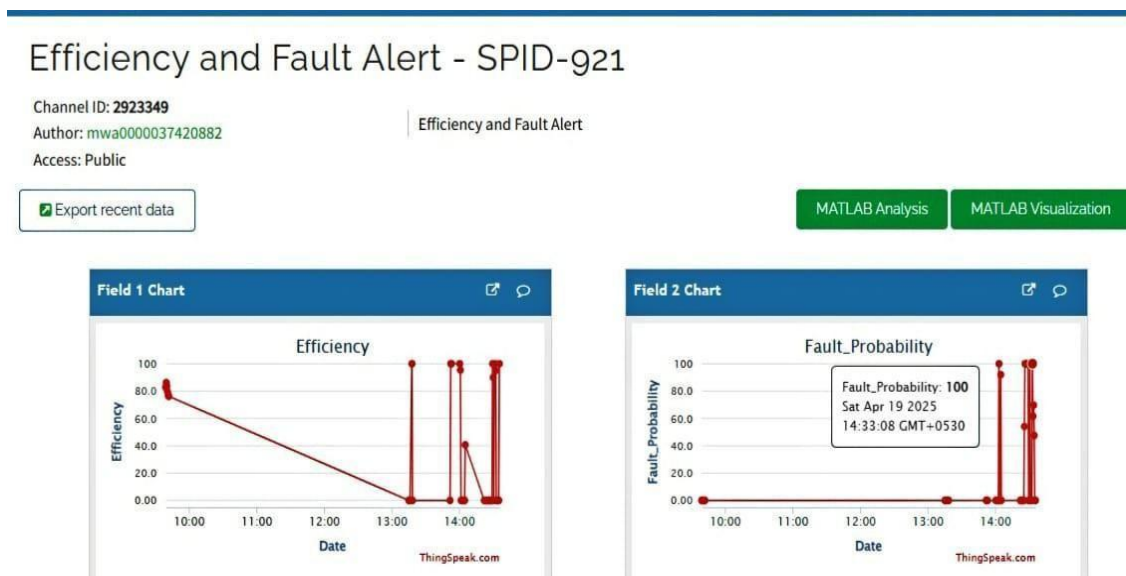 Efficiency and Fault Alert - SPID-921
Channel ID: 2923349
Author: mwa0000037420882
Access: Public
Efficiency and Fault Alert
Export recent data
MATLAB Analysis
MATLAB Visualization
Field 1 Chart
Efficiency
Efficiency
100
80.0
60.0
40.0
20.0
0.00
10:00 11:00 12:00 13:00 14:00
Date
ThingSpeak.com
Field 2 Chart
Fault_Probability
Fault_Probability
100
80.0
60.0
40.0
20.0
0.00
Fault_Probability: 100
Sat Apr 19 2025
14:33:08 GMT+0530
10:00 11:00 12:00 13:00 14:00
Date
ThingSpeak.com